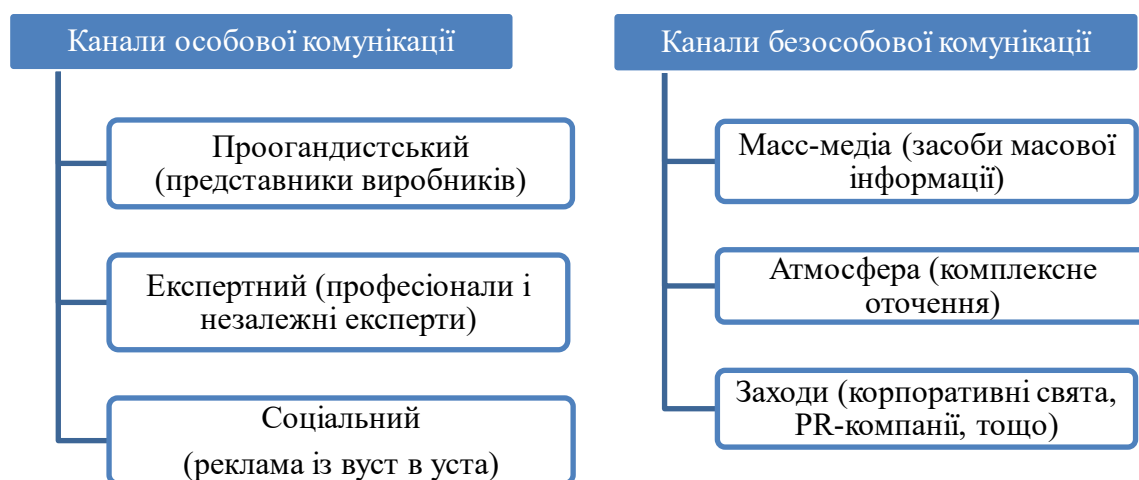 Канали особової комунікації
Проогандистський
(представники виробників)
Експертний (професіонали і
незалежні експерти)
Соціальний
(реклама із вуст в уста)
Канали безособової комунікації
Масс-медіа (засоби масової
інформації)
Атмосфера (комплексне
оточення)
Заходи (корпоративні свята,
PR-компанії, тощо)